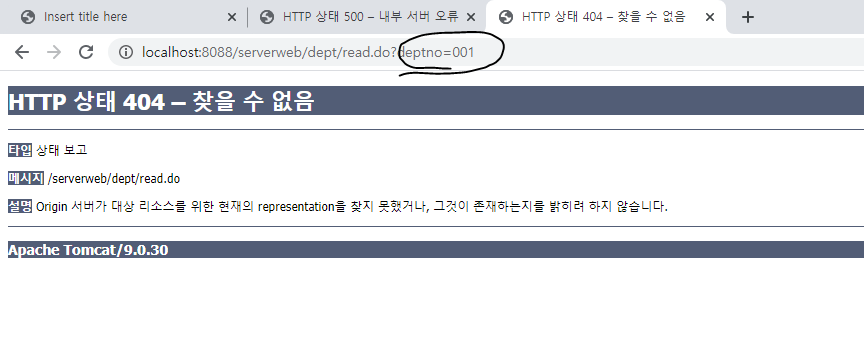 Insert title here
HTTP 상태 500 – 내부 서버 오류
HTTP 상태 404 – 찾을 수 없음
localhost:8088/serverweb/dept/read.do?deptno=001
HTTP 상태 404 – 찾을 수 없음
타입 상태 보고
메시지 /serverweb/dept/read.do
설명 Origin 서버가 대상 리소스를 위한 현재의 representation을 찾지 못했거나, 그것이 존재하는지를 밝히려 하지 않습니다.
Apache Tomcat/9.0.30